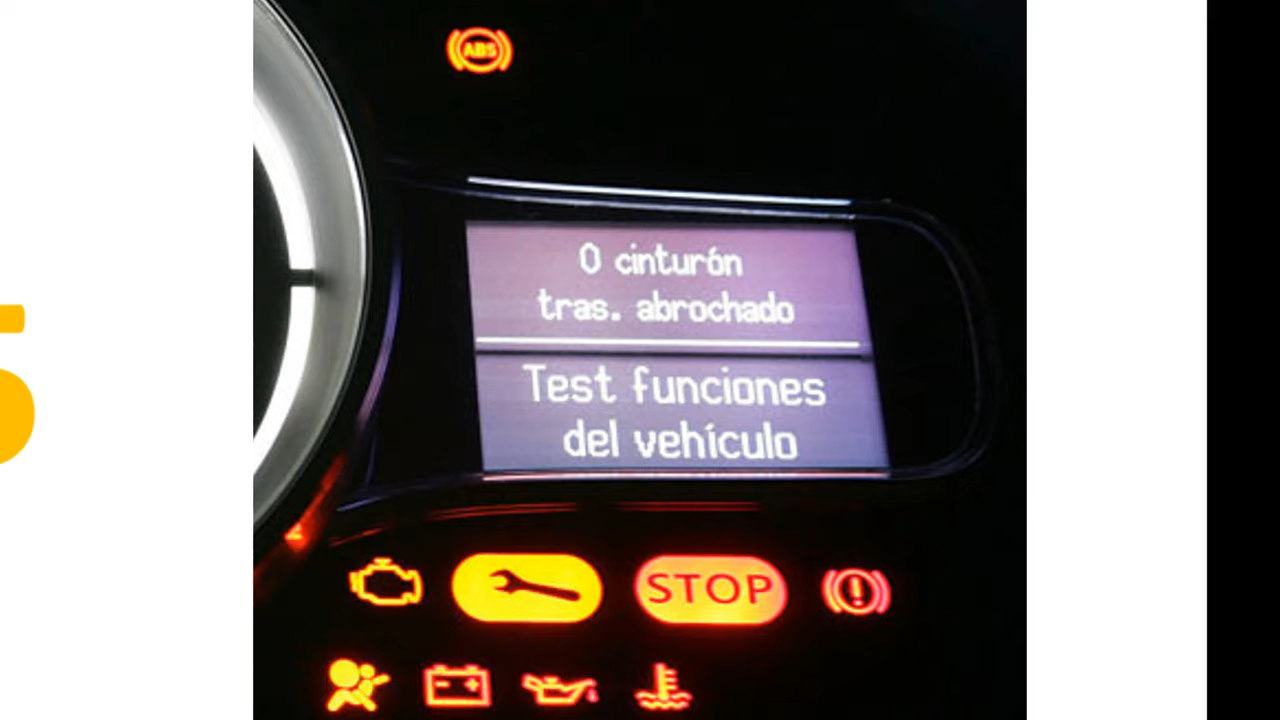 ABS
0 cinturón
tras. abrochado
Test funciones
del vehículo
STOP